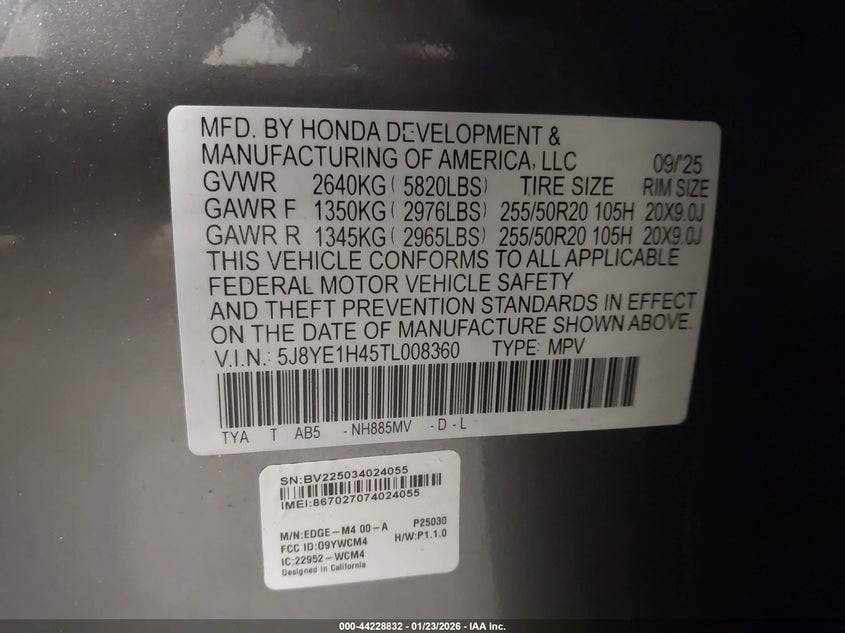 MFD. BY HONDA DEVELOPMENT &
MANUFACTURING OF AMERICA, LLC 09/'25
GVWR 2640KG ( 5820LBS) TIRE SIZE RIM SIZE
GAWR F 1350KG ( 2976LBS) 255/50R20 105H 20X9.0J
GAWR R 1345KG ( 2965LBS) 255/50R20 105H 20X9.0J
THIS VEHICLE CONFORMS TO ALL APPLICABLE
FEDERAL MOTOR VEHICLE SAFETY
AND THEFT PREVENTION STANDARDS IN EFFECT
ON THE DATE OF MANUFACTURE SHOWN ABOVE.
V.I.N.: 5J8YE1H45TL008360 TYPE: MPV
TYA T AB5 -NH885MV -D-L
SN:BV225034024055
IMEI:867027074024055
M/N:EDGE-M4 00-A P25030
FCC ID:O9YWCM4 H/W:P1.1.0
IC:22952-WCM4
Designed in California
000-44228832 - 01/23/2026 - IAA Inc.